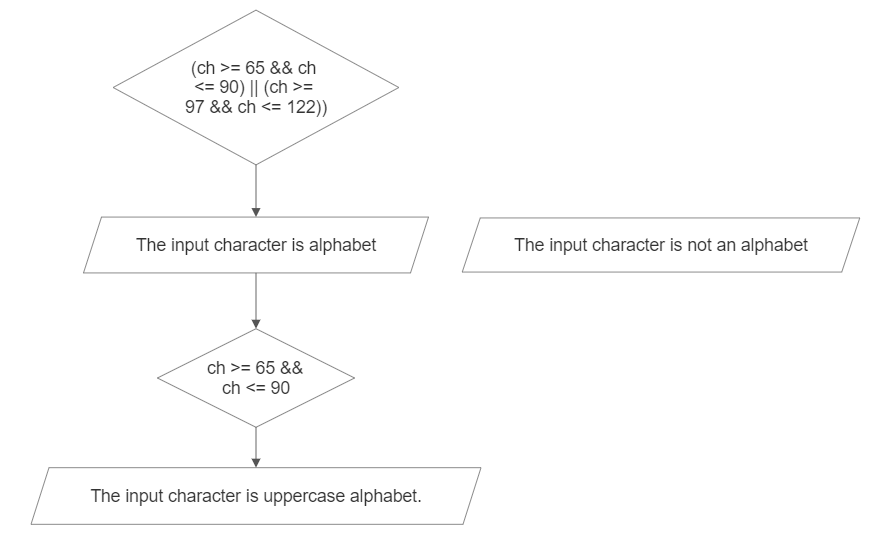 (ch >= 65 && ch
<= 90) || (ch >=
97 && ch <= 122))
The input character is alphabet
The input character is not an alphabet
ch >= 65 &&
ch <= 90
The input character is uppercase alphabet.